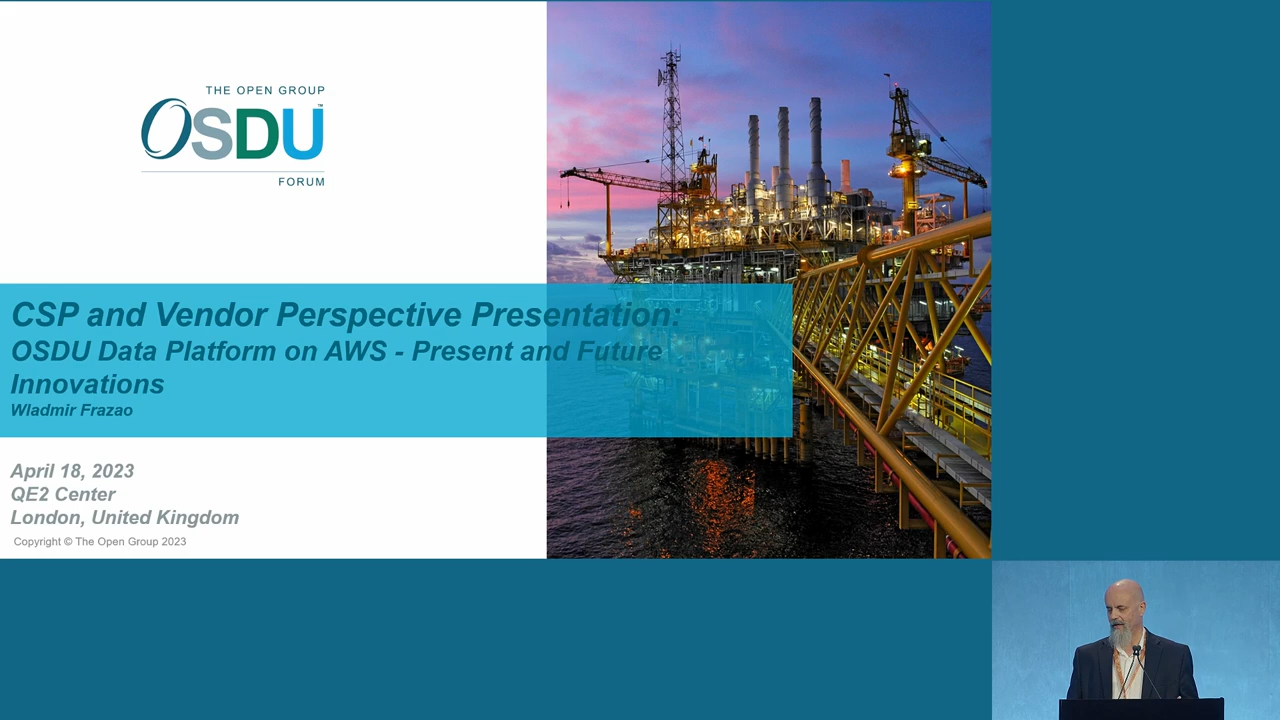 THE OPEN GROUP
OSDU™
FORUM
CSP and Vendor Perspective Presentation:
OSDU Data Platform on AWS - Present and Future
Innovations
Wladmir Frazao
April 18, 2023
QE2 Center
London, United Kingdom
Copyright © The Open Group 2023